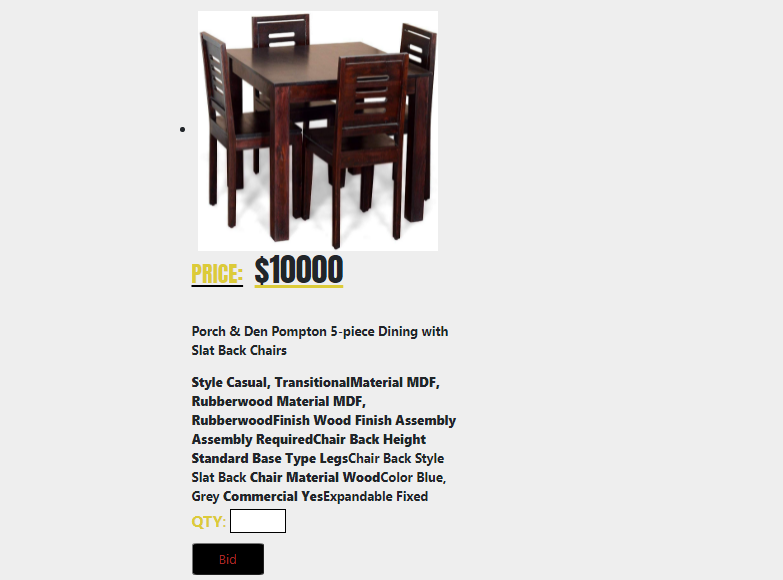 PRICE: $10000
Porch & Den Pompton 5-piece Dining with
Slat Back Chairs
Style Casual, TransitionalMaterial MDF,
Rubberwood Material MDF,
RubberwoodFinish Wood Finish Assembly
Assembly RequiredChair Back Height
Standard Base Type LegsChair Back Style
Slat Back Chair Material WoodColor Blue,
Grey Commercial YesExpandable Fixed
QTY:
Bid